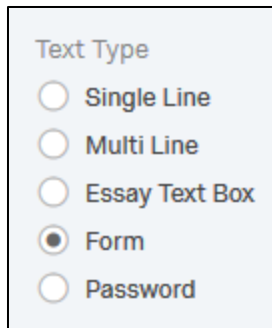 Text Type
Single Line
Multi Line
Essay Text Box
Form
Password